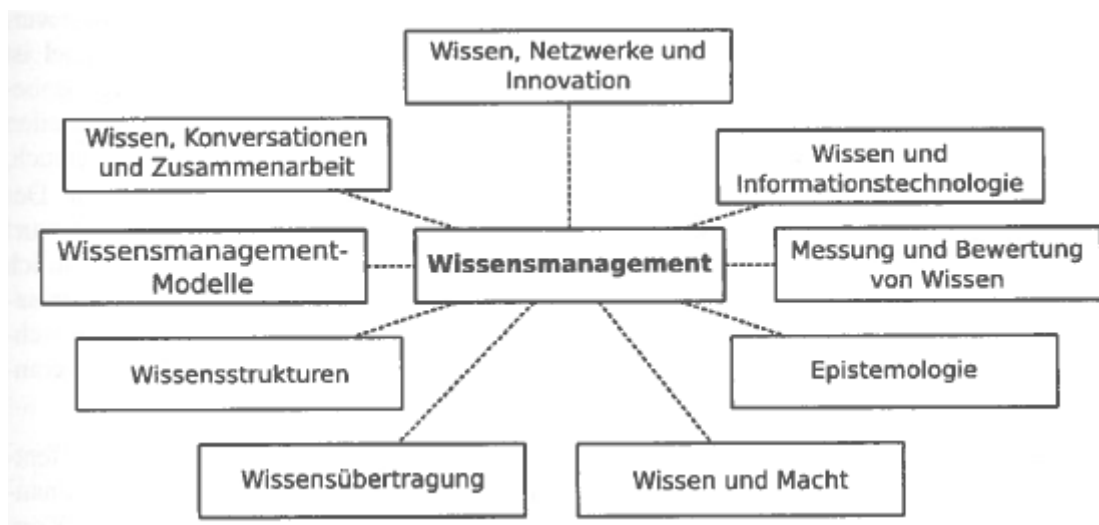 Wissen, Netzwerke und
Innovation
Wissen, Konversationen
und Zusammenarbeit
Wissen und
Informationstechnologie
Wissensmanagement-
Modelle
Wissensmanagement
Messung und Bewertung
von Wissen
Wissensstrukturen
Epistemologie
Wissensübertragung
Wissen und Macht